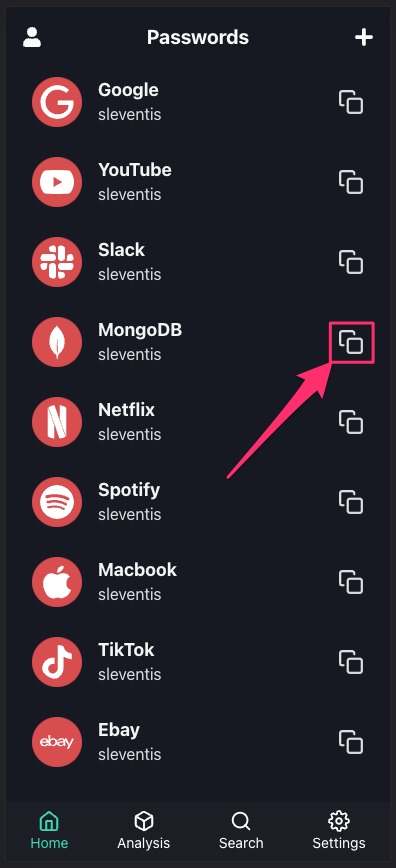 Passwords
Google
sleventis
YouTube
sleventis
Slack
sleventis
MongoDB
sleventis
Netflix
sleventis
Spotify
sleventis
Macbook
sleventis
TikTok
sleventis
ebay
Ebay
sleventis
Home Analysis Search Settings